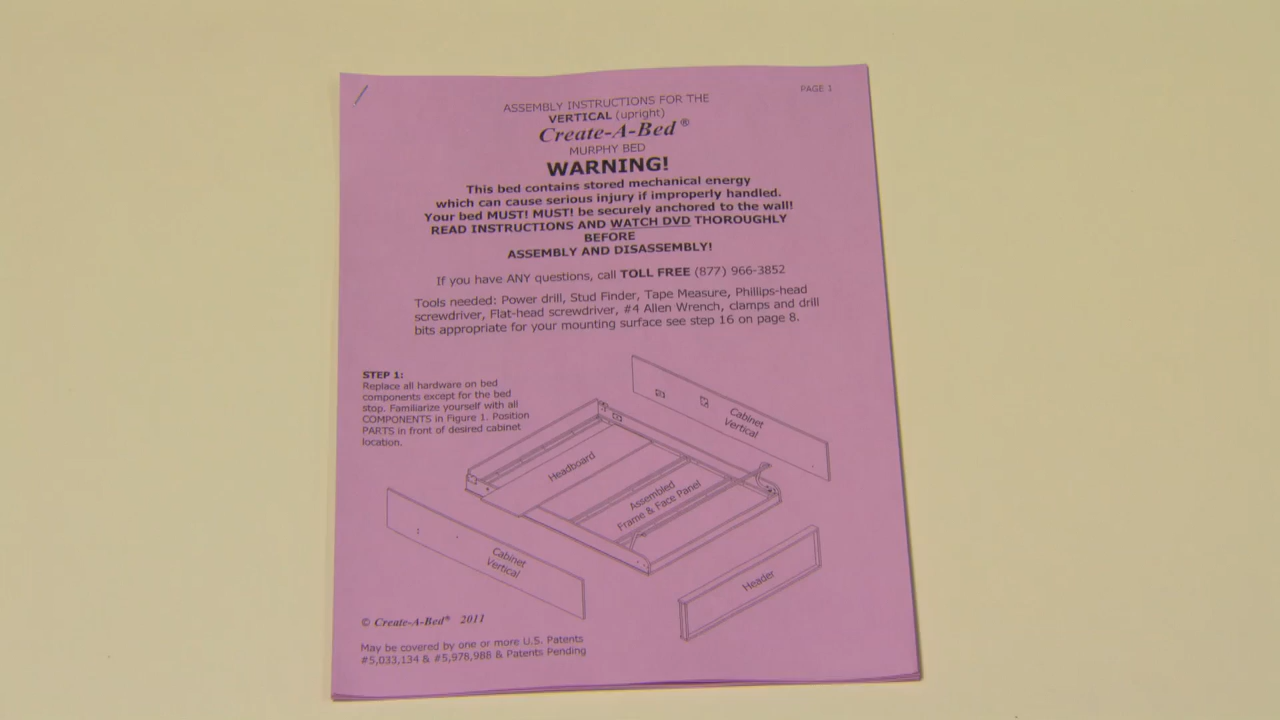 PAGE 1
ASSEMBLY INSTRUCTIONS FOR THE
VERTICAL (upright)
Create-A-Bed®
MURPHY BED
WARNING!
This bed contains stored mechanical energy
which can cause serious injury if improperly handled.
Your bed MUST! MUST! be securely anchored to the wall!
READ INSTRUCTIONS AND WATCH DVD THOROUGHLY
BEFORE
ASSEMBLY AND DISASSEMBLY!
If you have ANY questions, call TOLL FREE (877) 966-3852
Tools needed: Power drill, Stud Finder, Tape Measure, Phillips-head
screwdriver, Flat-head screwdriver, #4 Allen Wrench, clamps and drill
bits appropriate for your mounting surface see step 16 on page 8.
STEP 1:
Replace all hardware on bed
components except for the bed
stop. Familiarize yourself with all
COMPONENTS in Figure 1. Position
PARTS in front of desired cabinet
location.
Cabinet
Vertical
Headboard
Assembled
Frame & Face Panel
Cabinet
Vertical
Header
© Create-A-Bed® 2011
May be covered by one or more U.S. Patents
#5,033,134 & #5,978,988 & Patents Pending